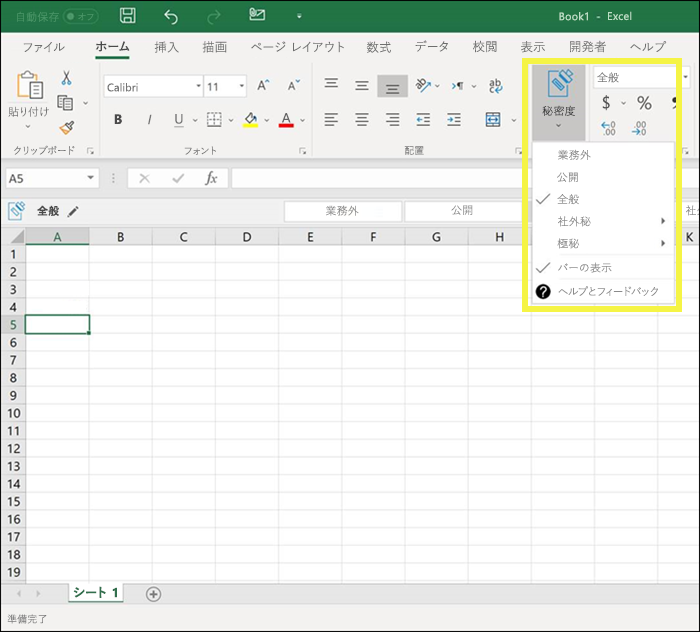 自動保存 オフ Book1 - Excel
ファイル ホーム 挿入 描画 ページ レイアウト 数式 データ 校閲 表示 開発者 ヘルプ
貼り付け Calibri 11 A A ab 秘密度 全般
B I U A $ %
クリップボード フォント 配置
業務外
公開
全般
社外秘
極秘
バーの表示
ヘルプとフィードバック
A5 fx
全般 業務外 公開 社
A B C D E F G H K
1
2
3
4
5
6
7
8
9
10
11
12
13
14
15
16
17
18
19
シート 1
準備完了